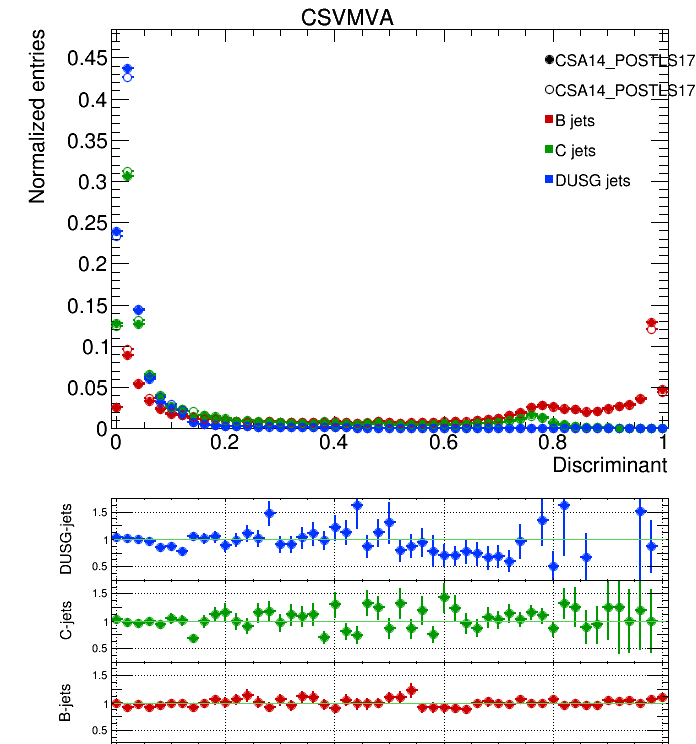 CSVMVA
Normalized entries
0.45
0.4
0.35
0.3
0.25
0.2
0.15
0.1
0.05
0
CSA14_POSTLS17
CSA14_POSTLS17
B jets
C jets
DUSG jets
0 0.2 0.4 0.6 0.8 1
Discriminant
DUSG-jets
1.5
1
0.5
C-jets
1.5
1
0.5
B-jets
1.5
1
0.5